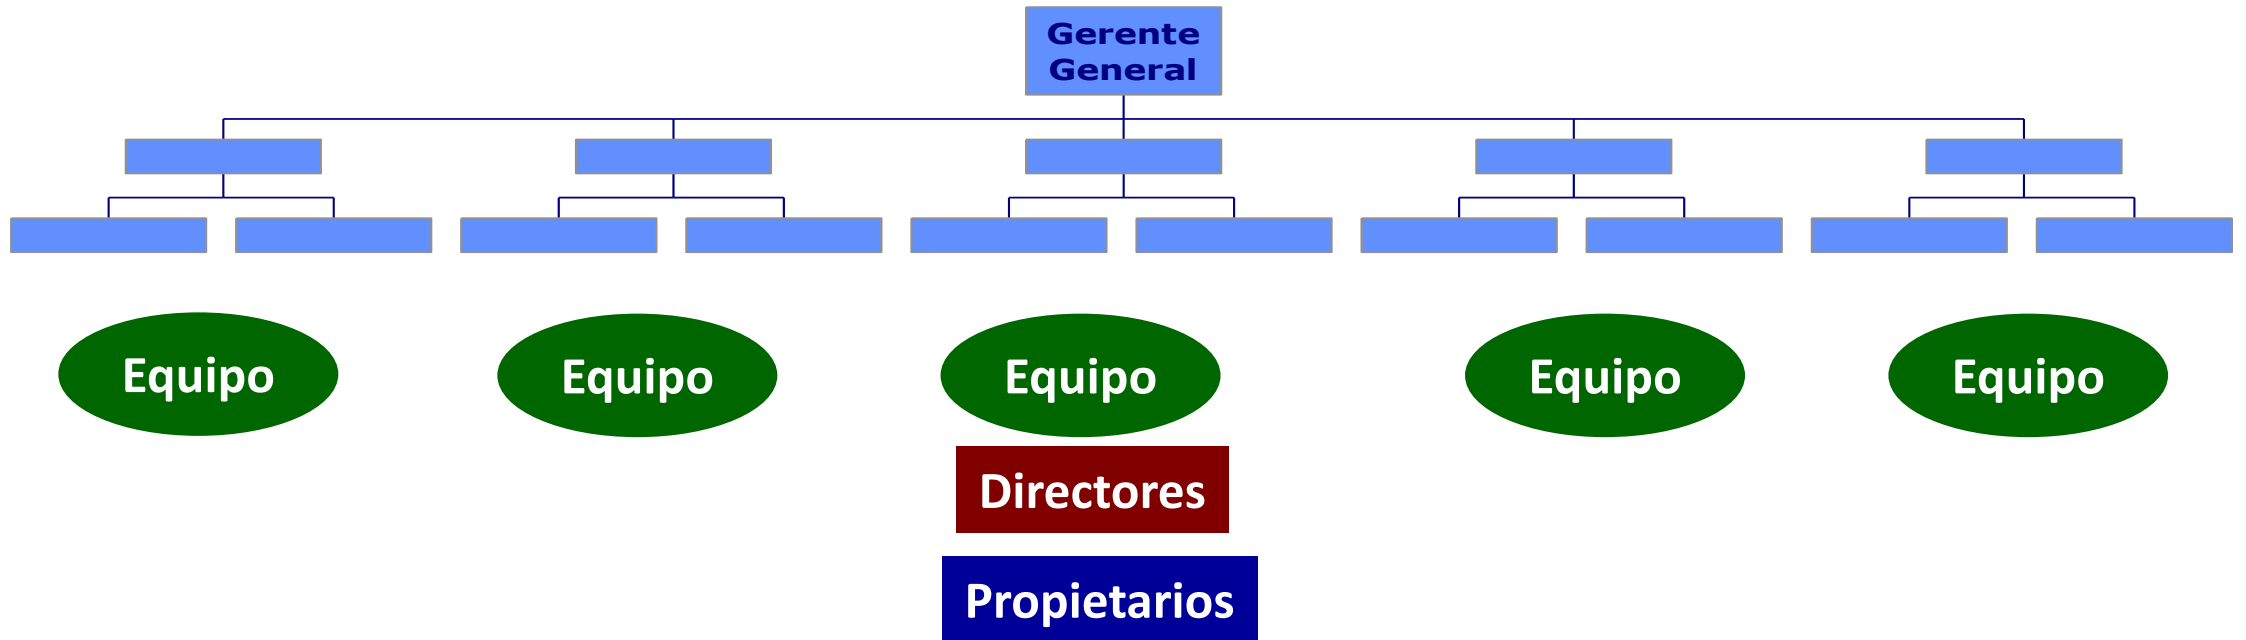 Gerente
General
Equipo
Equipo
Equipo
Equipo
Equipo
Directores
Propietarios